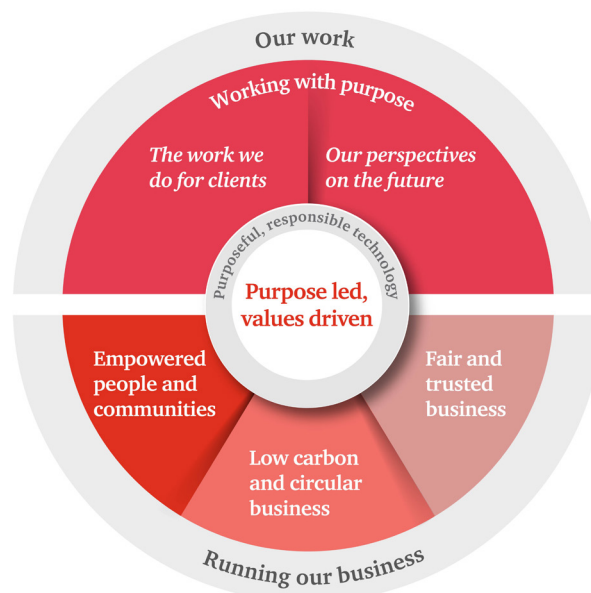 Our work
Working with purpose
The work we
do for clients
Our perspectives
on the future
Purposeful, responsible technology
Purpose led,
values driven
Empowered
people and
communities
Fair and
trusted
business
Low carbon
and circular
business
Running our business